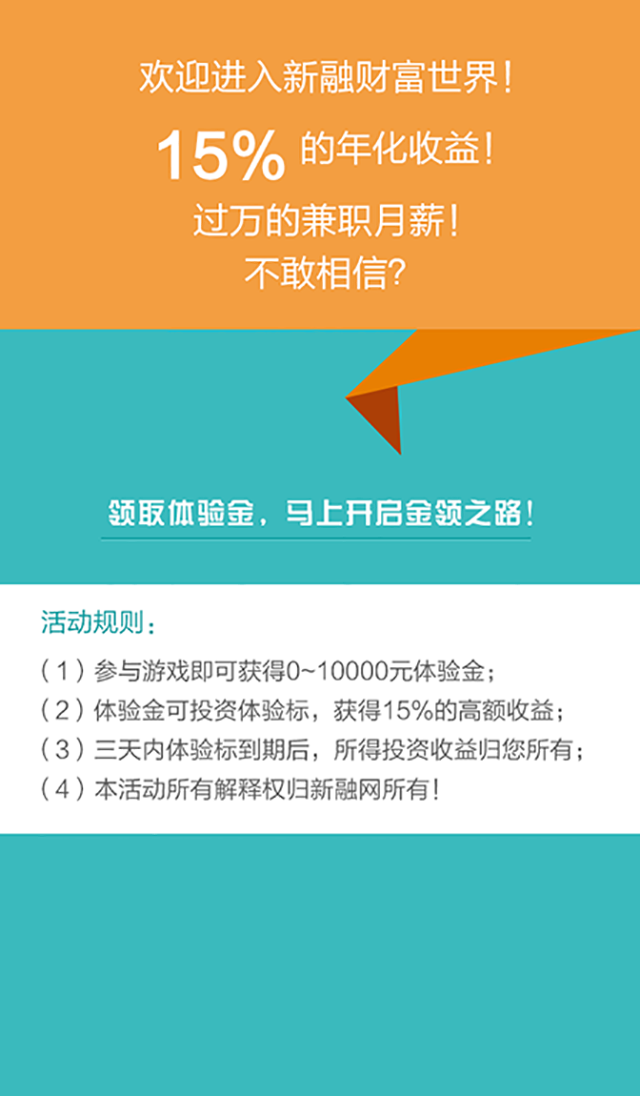 欢迎进入新融财富世界！
15%的年化收益！
过万的兼职月薪！
不敢相信？
领取体验金，马上开启金领之路！
活动规则：
（1）参与游戏即可获得0~10000元体验金；
（2）体验金可投资体验标，获得15%的高额收益；
（3）三天内体验标到期后，所得投资收益归您所有；
（4）本活动所有解释权归新融网所有！